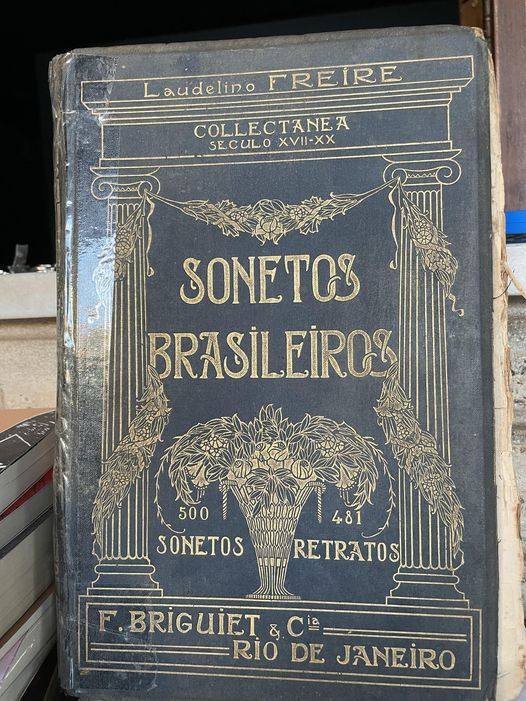 Laudelino FREIRE
COLLECTANEA
SECULO XVII-XX
SONETOS
BRASILEIROS
500 481
SONETOS RETRATOS
F. BRIGUIET & Cia
RIO DE JANEIRO